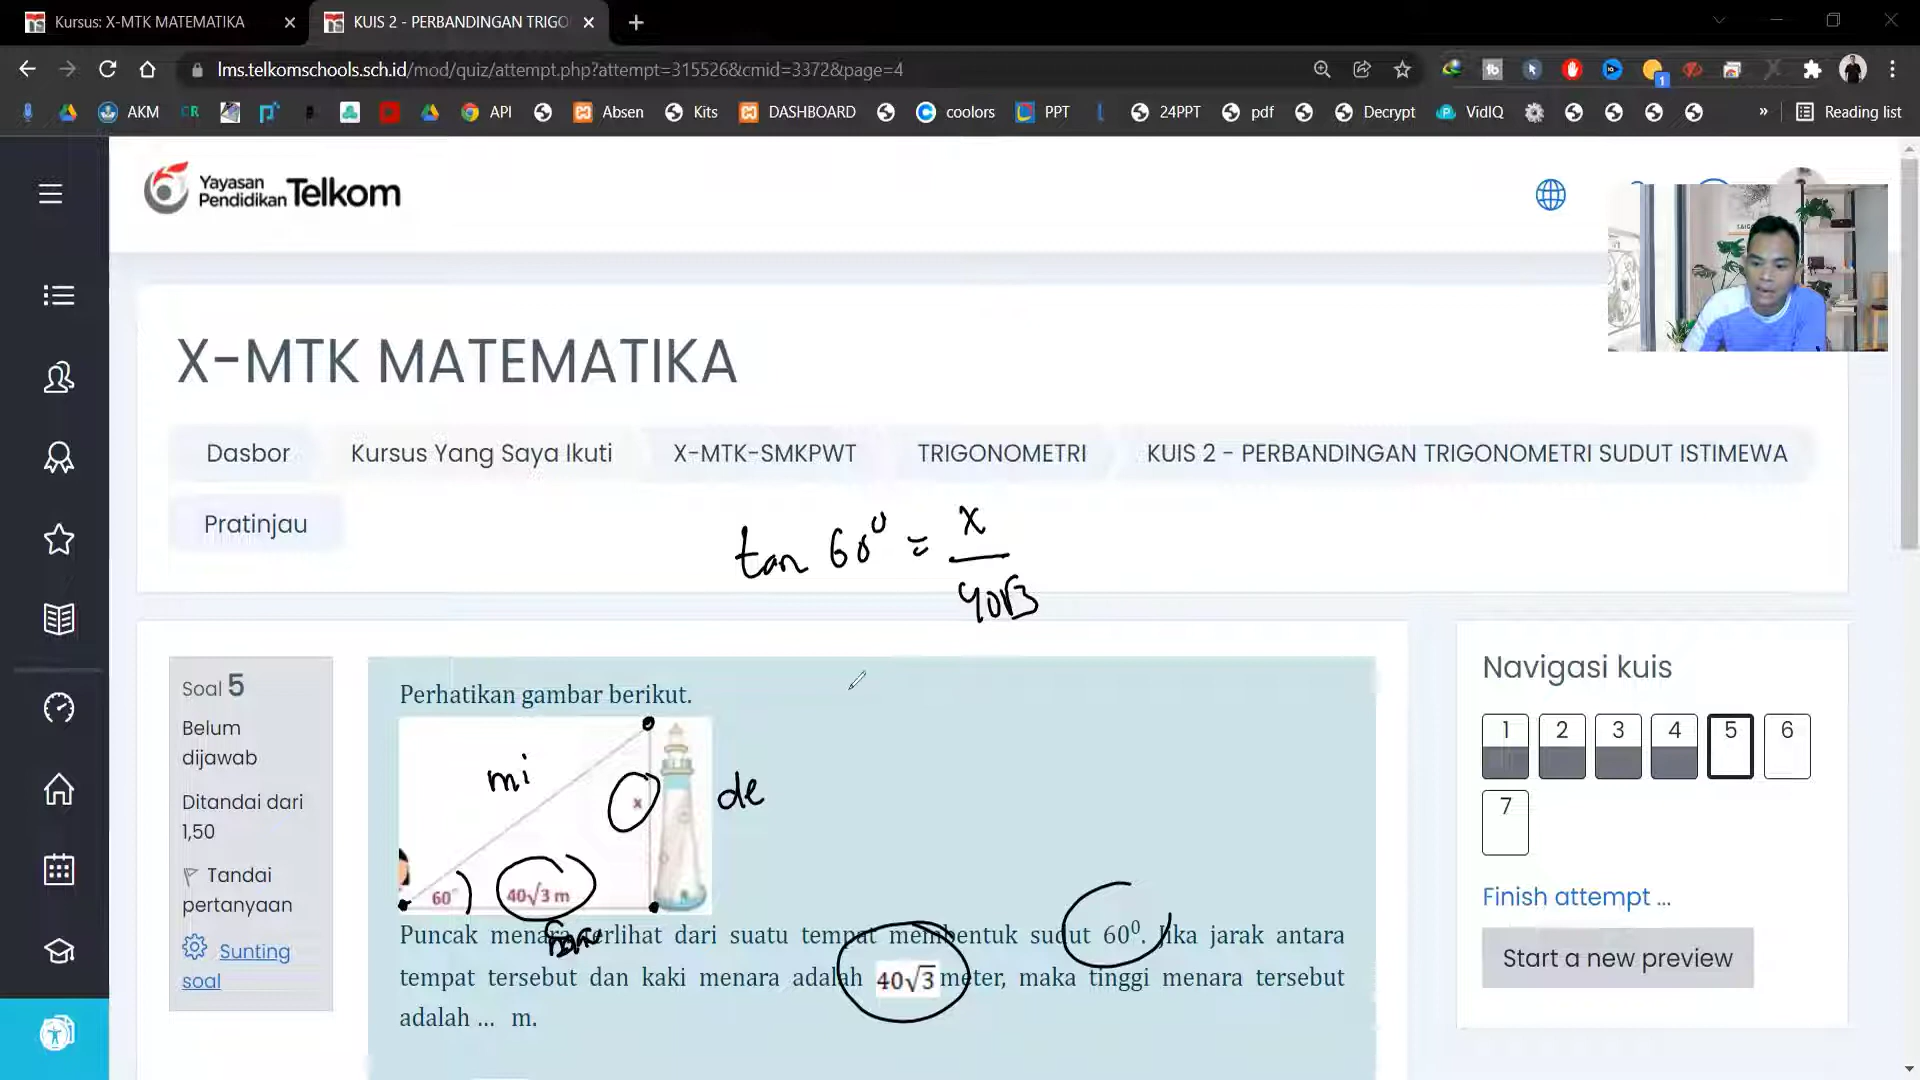 Kursus: X-MTK MATEMATIKA
KUIS 2 - PERBANDINGAN TRIGO
lms.telkomschools.sch.id/mod/quiz/attempt.php?attempt=315526&cmid=3372&page=4
AKM
CR
API
Absen
Kits
DASHBOARD
coolors
PPT
24PPT
pdf
Decrypt
VidIQ
»
Reading list
Yayasan
Pendidikan Telkom
X-MTK MATEMATIKA
Dasbor
Kursus Yang Saya Ikuti
X-MTK-SMKPWT
TRIGONOMETRI
KUIS 2 - PERBANDINGAN TRIGONOMETRI SUDUT ISTIMEWA
Pratinjau
tan 60⁰ = x
40√3
Soal 5
Belum
dijawab
Ditandai dari
1,50
Tandai
pertanyaan
Sunting
soal
Perhatikan gambar berikut.
mi
x
de
60°
40√3 m
Puncak menara terlihat dari suatu tempat membentuk sudut 60⁰. Jika jarak antara
tempat tersebut dan kaki menara adalah 40√3 meter, maka tinggi menara tersebut
adalah ... m.
Navigasi kuis
1
2
3
4
5
6
7
Finish attempt ...
Start a new preview